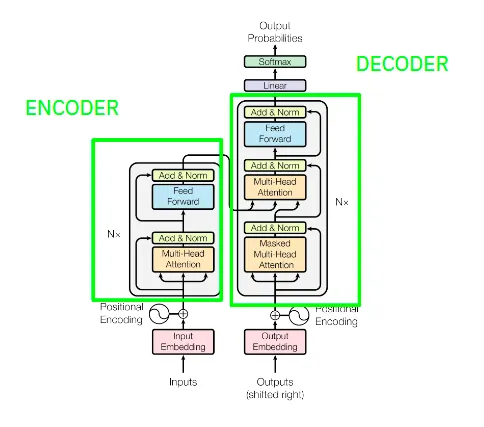 Output
Probabilities
Softmax
Linear
DECODER
ENCODER
Add & Norm
Feed
Forward
Add & Norm
Multi-Head
Attention
Add & Norm
Feed
Forward
N×
Add & Norm
Multi-Head
Attention
Add & Norm
Masked
Multi-Head
Attention
N×
Positional
Encoding
Positional
Encoding
Input
Embedding
Output
Embedding
Inputs
Outputs
(shifted right)